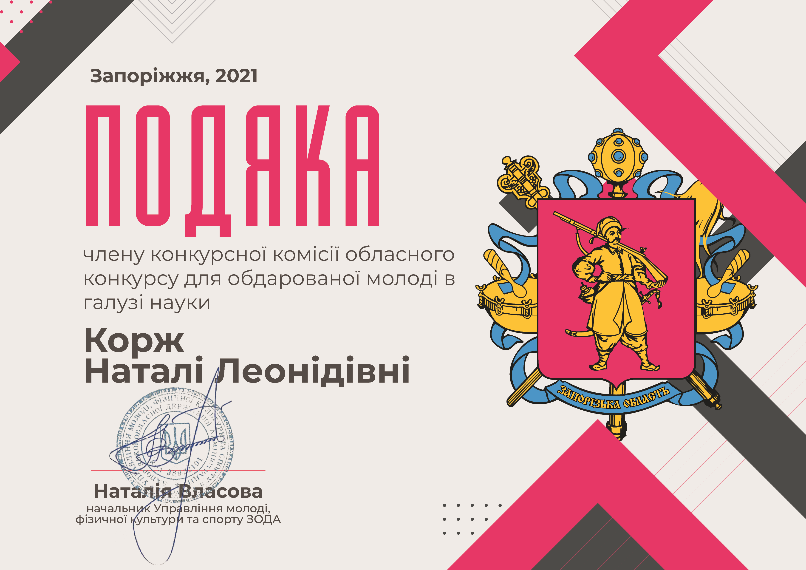 Запоріжжя, 2021
ПОДЯКА
члену конкурсної комісії обласного
конкурсу для обдарованої молоді в
галузі науки
Корж
Наталі Леонідівні
Наталія Власова
начальник Управління молоді,
фізичної культури та спорту ЗОДА
ЗАПОРІЗЬКА ОБЛАСТЬ